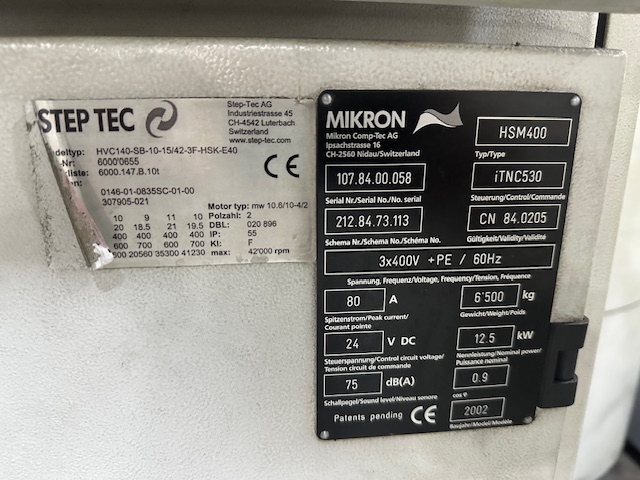 STEP TEC
Step-Tec AG
Industriestrasse 45
CH-4542 Luterbach
Switzerland
www.step-tec.com
deltyp: HVC140-SB-10-15/42-3F-HSK-E40
-Nr: 6000'0655
liste: 6000.147.B.10t
CE
0146-01-0835SC-01-00
307905-021
Motor typ: mw 10.6/10-4/2
10 9 11 10 Polzahl: 2
20 18.5 21 19.5 DBL: 020 896
400 400 400 400 IP: 55
600 700 600 700 KI: F
20560 35300 41230 max: 42'000 rpm
MIKRON
Mikron Comp-Tec AG
Ipsachstrasse 16
CH-2560 Nidau/Switzerland
HSM400
Typ/Type
107.84.00.058
Serial Nr./Serial No./No. serial
iTNC530
Steuerung/Control/Commande
212.84.73.113
Schema Nr./Schema No./Schéma No.
CN 84.0205
Gültigkeit/Validity/Validité
3x400V +PE / 60Hz
Spannung, Frequenz/Voltage, Frequency/Tension, Fréquence
80 A
Spitzenstrom/Peak current/
Courant pointe
6'500 kg
Gewicht/Weight/Poids
24 V DC
Steuerspannung/Control circuit voltage/
Tension circuit de commande
12.5 kW
Nennleistung/Nominal power/
Puissance nominale
75 dB(A)
Schallpegel/Sound level/Niveau sonore
0.9
cos φ
Patents pending CE
2002
Baujahr/Model/Modèle